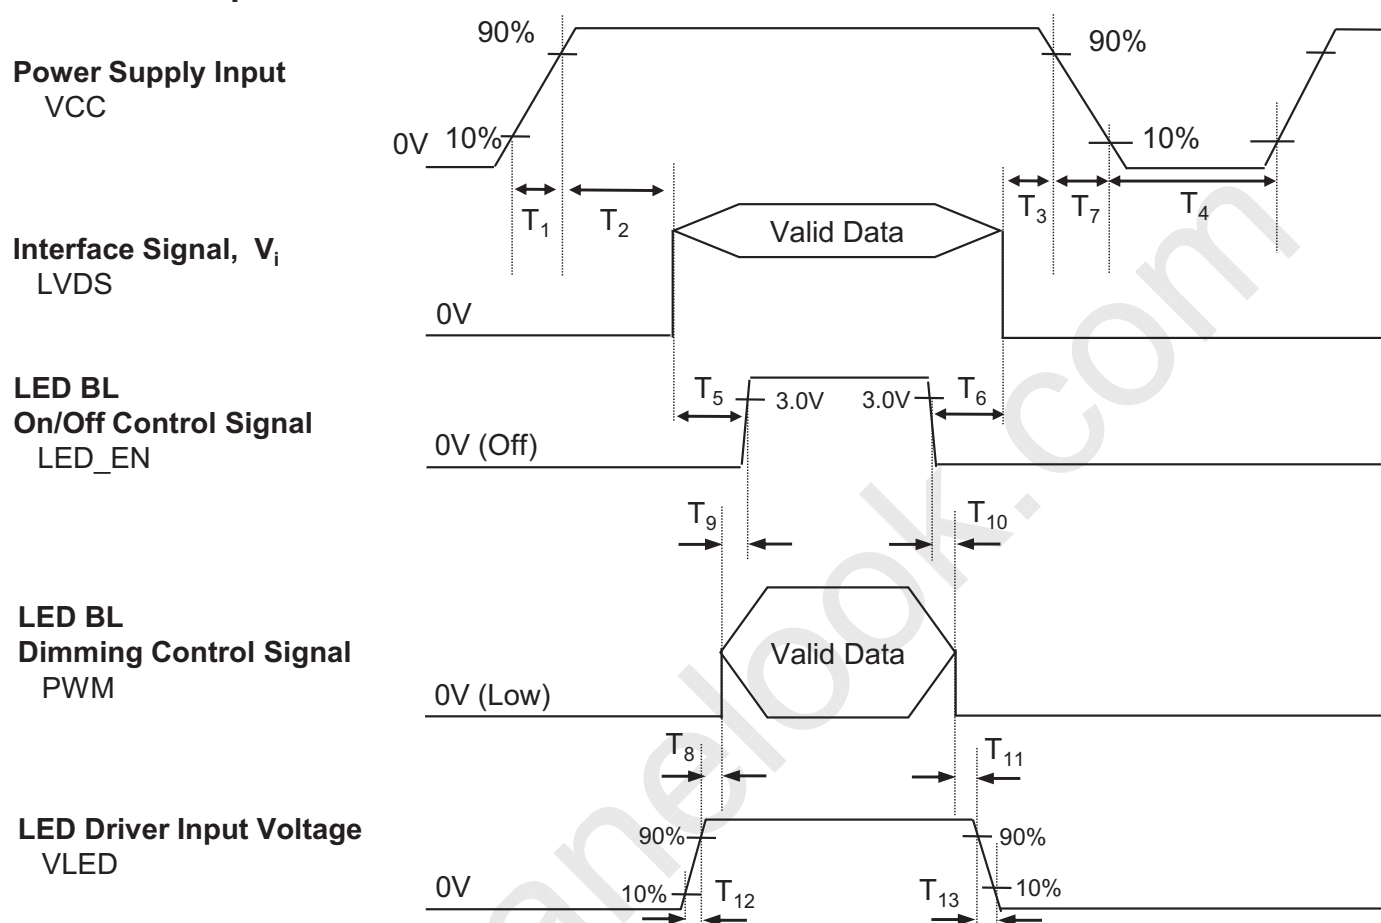 90%
90%
Power Supply Input
VCC
0V 10%
10%
T1
T2
T3
T7
T4
Valid Data
Interface Signal, Vi
LVDS
0V
LED BL
On/Off Control Signal
LED_EN
T5
3.0V
3.0V
T6
0V (Off)
T9
T10
LED BL
Dimming Control Signal
PWM
Valid Data
0V (Low)
T8
T11
LED Driver Input Voltage
VLED
90%
90%
0V
10%
T12
T13
10%
anelook.com